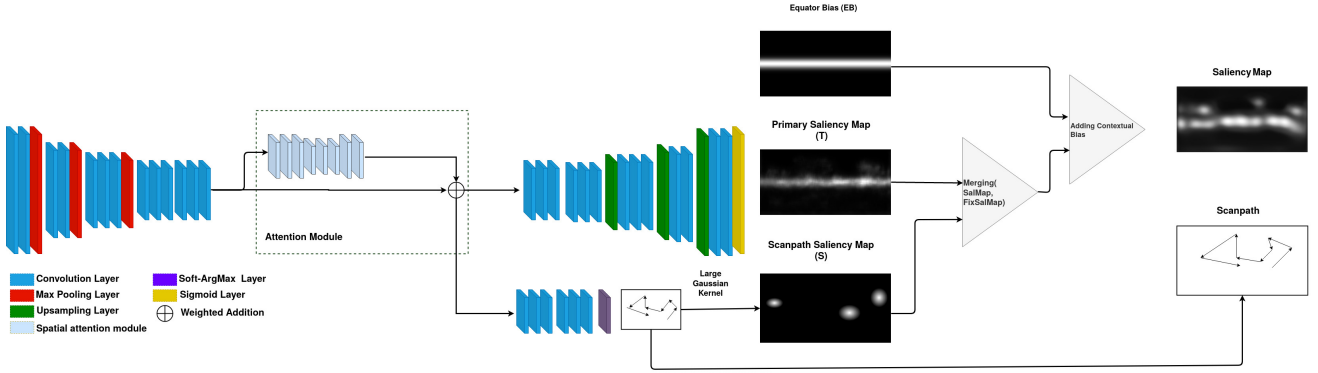 Equator Bias (EB)
Primary Saliency Map
(T)
Scanpath Saliency Map
(S)
Large
Gaussian
Kernel
Merging(
SalMap,
FixSalMap)
Adding Contextual
Bias
Saliency Map
Scanpath
Attention Module
Convolution Layer
Max Pooling Layer
Upsampling Layer
Spatial attention module
Soft-ArgMax Layer
Sigmoid Layer
Weighted Addition